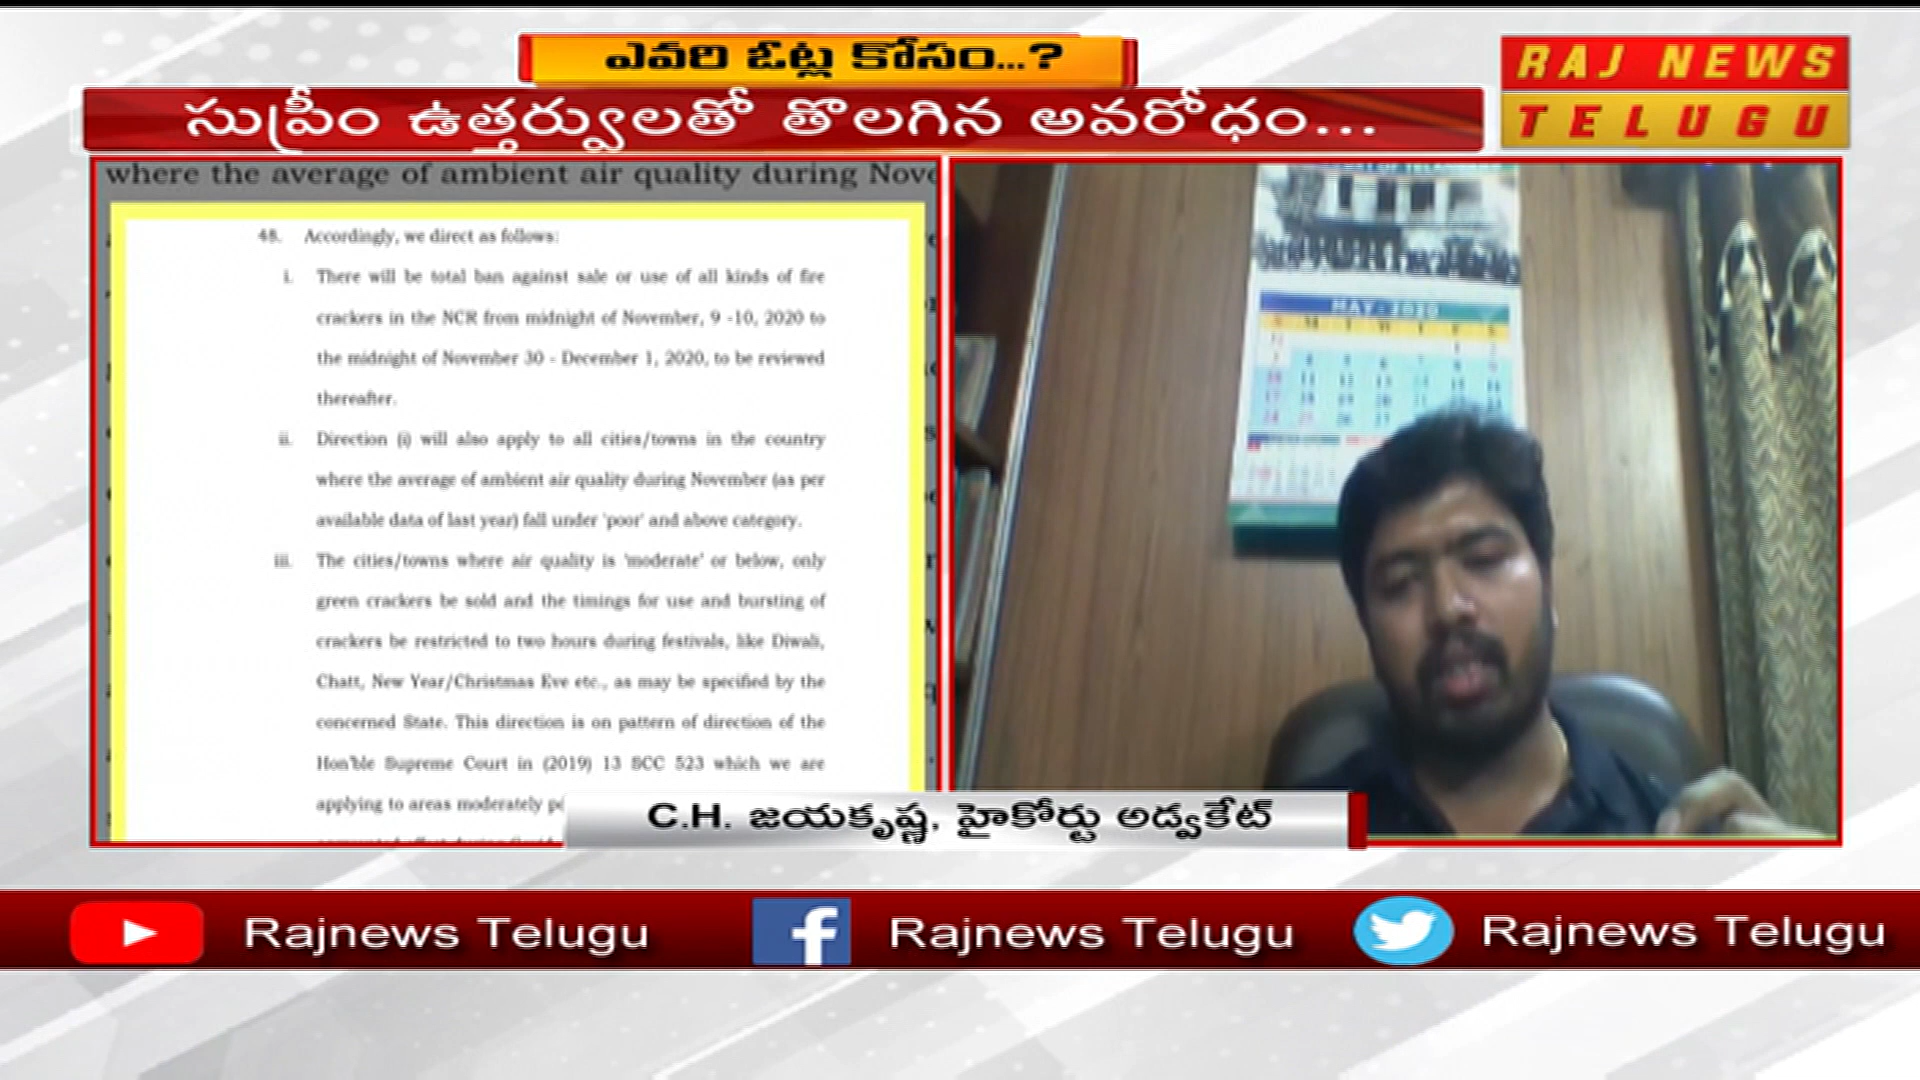 ఎవరి ఓట్ల కోసం...?
సుప్రీం ఉత్తర్వులతో తొలగిన అవరోధం...
RAJ NEWS
TELUGU
where the average of ambient air quality during Nove
48. Accordingly, we direct as follows:
i. There will be total ban against sale or use of all kinds of fire
crackers in the NCR from midnight of November, 9 -10, 2020 to
the midnight of November 30 - December 1, 2020, to be reviewed
thereafter.
ii. Direction (i) will also apply to all cities/towns in the country
where the average of ambient air quality during November (as per
available data of last year) fall under 'poor' and above category.
iii. The cities/towns where air quality is 'moderate' or below, only
green crackers be sold and the timings for use and bursting of
crackers be restricted to two hours during festivals, like Diwali,
Chatt, New Year/Christmas Eve etc., as may be specified by the
concerned State. This direction is on pattern of direction of the
Hon'ble Supreme Court in (2019) 13 SCC 523 which we are
applying to areas moderately
MAY - 2020
C.H. జయకృష్ణ, హైకోర్టు అడ్వకేట్
Rajnews Telugu
Rajnews Telugu
Rajnews Telugu